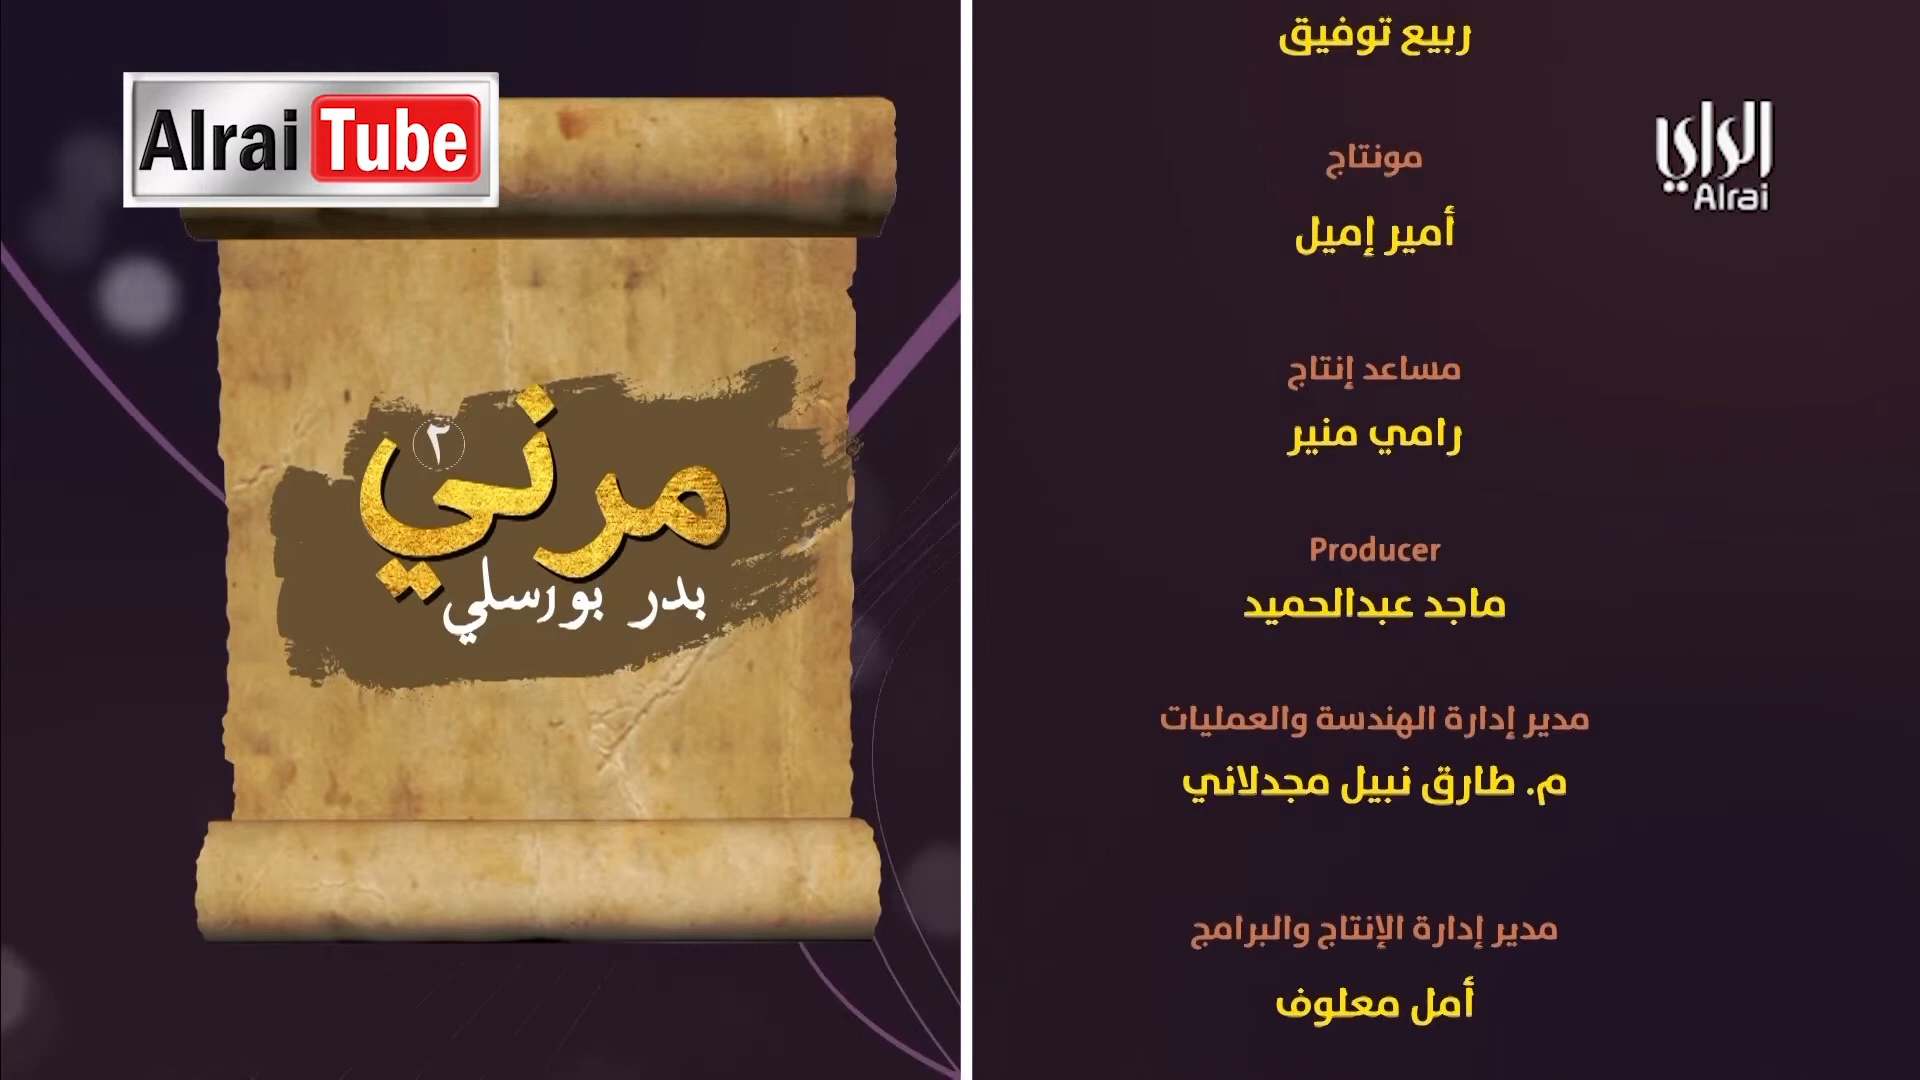 Alrai Tube
مرني
٢
بدر بورسلي
ربيع توفيق
الراي
Alrai
مونتاج
أمير إميل
مساعد إنتاج
رامي منير
Producer
ماجد عبدالحميد
مدير إدارة الهندسة والعمليات
م. طارق نبيل مجدلاني
مدير إدارة الإنتاج والبرامج
أمل معلوف